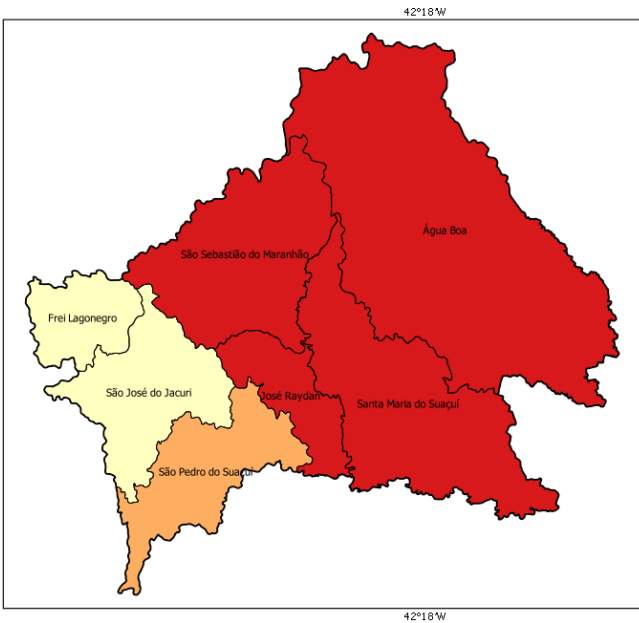 42°18'W
Água Boa
São Sebastião do Maranhão
Frei Lagonegro
São José do Jacuri
José Raydan
Santa Maria do Suaçuí
São Pedro do Suaçuí
42°18'W